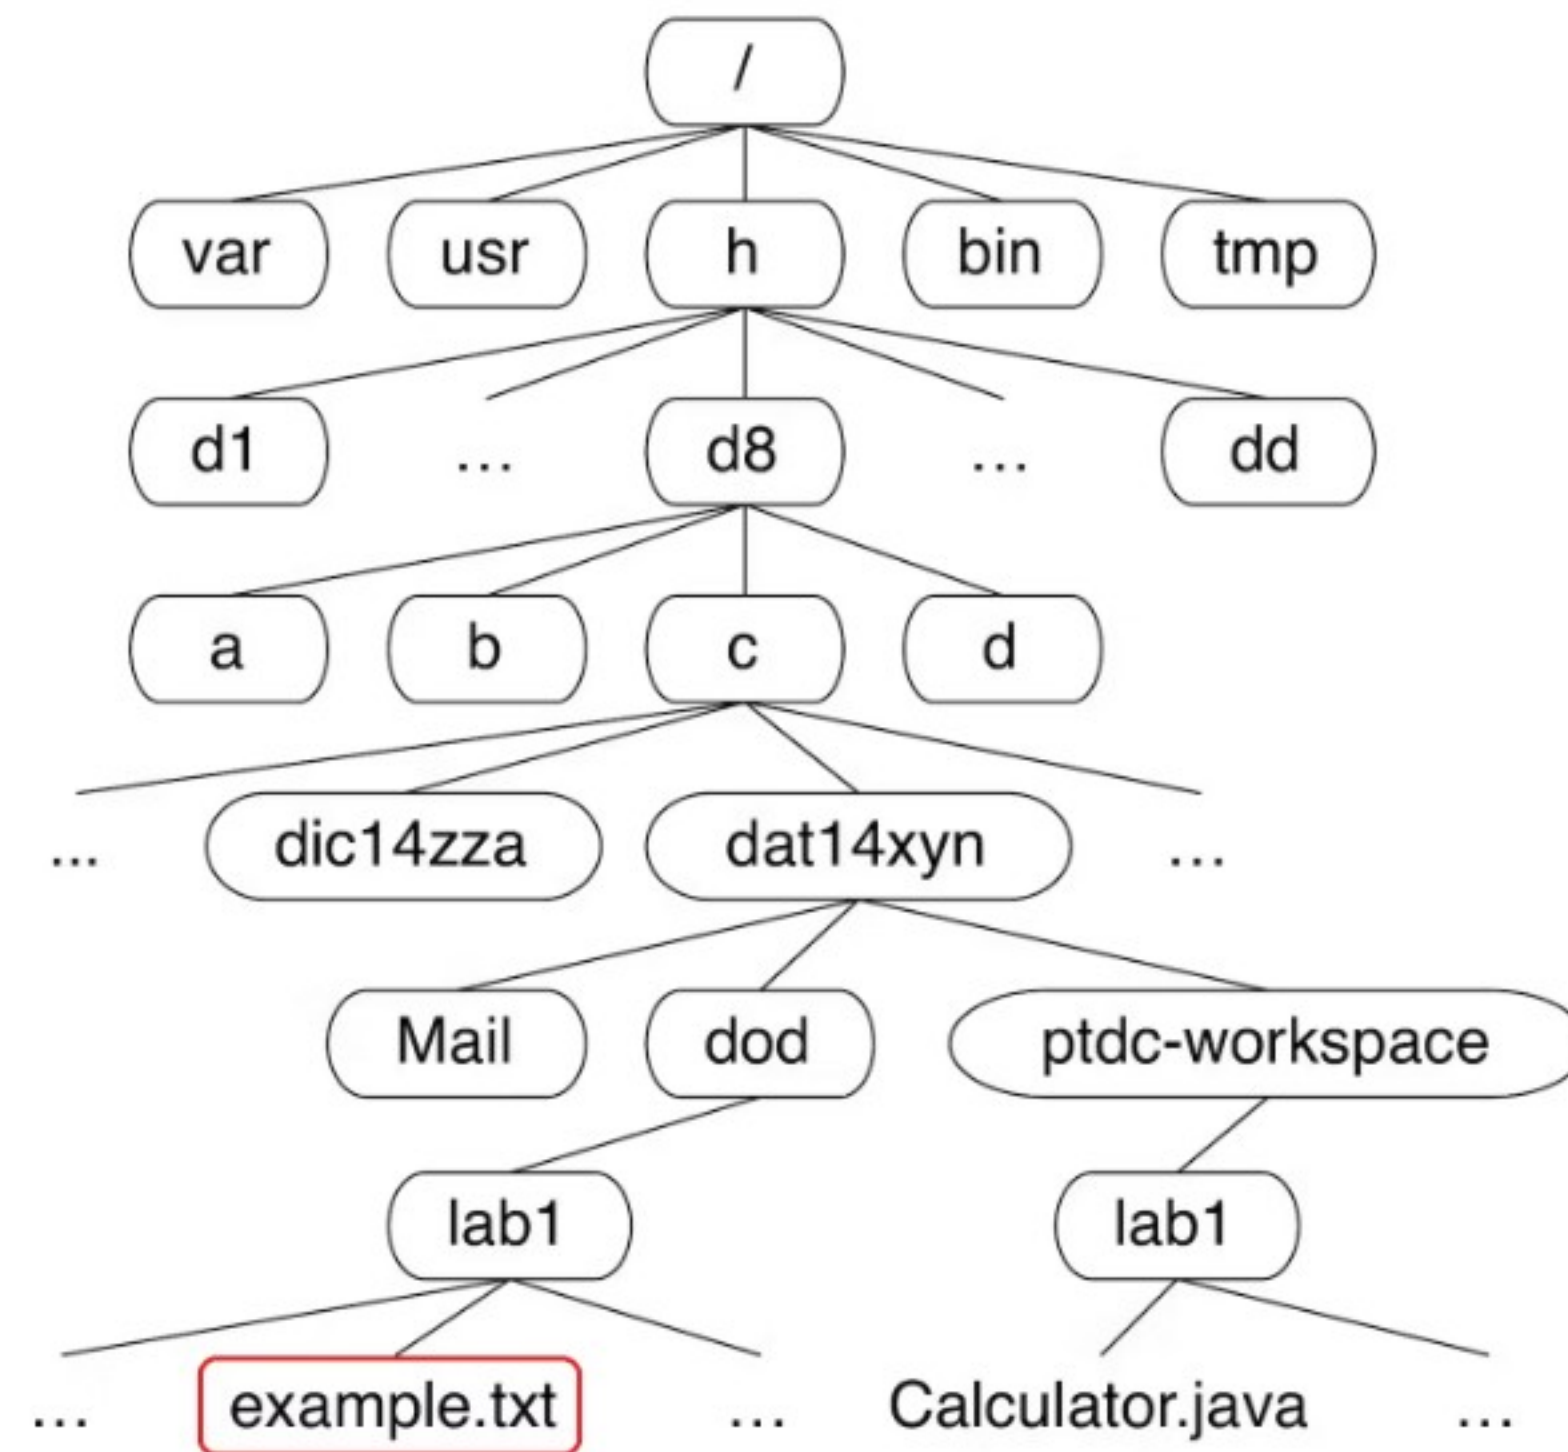 /
var usr h bin tmp
d1 ... d8 ... dd
a b c d
... dic14zza dat14xyn ...
Mail dod ptdc-workspace
lab1 lab1
... example.txt ... Calculator.java ...